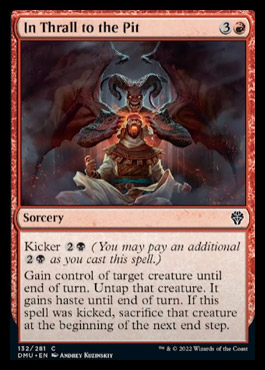 In Thrall to the Pit 3
Sorcery
Kicker 2 (You may pay an additional
2 as you cast this spell.)
Gain control of target creature until
end of turn. Untap that creature. It
gains haste until end of turn. If this
spell was kicked, sacrifice that creature
at the beginning of the next end step.
132/281 C
DMU • EN Andrey Kuzinskiy
™ & © 2022 Wizards of the Coast